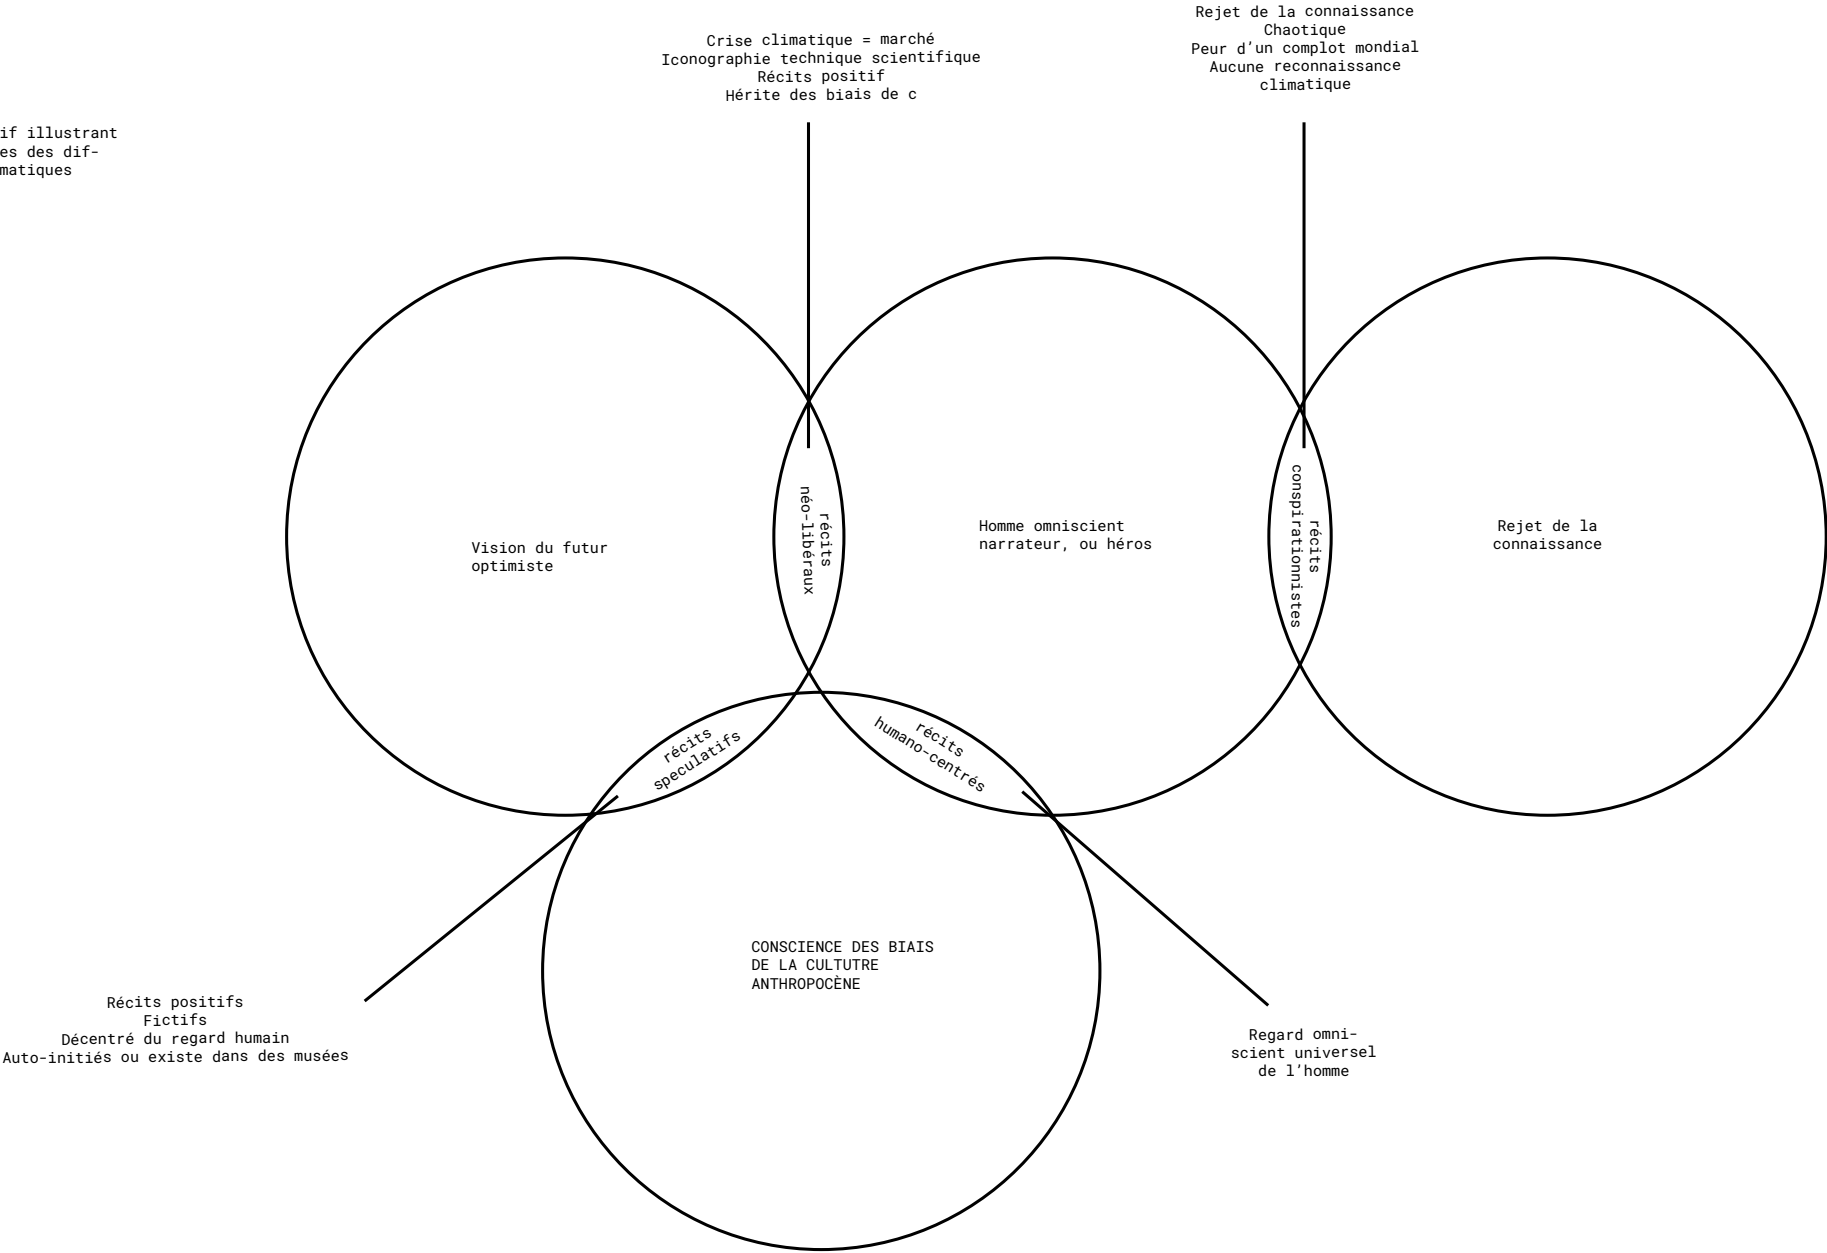 Rejet de la connaissance
Chaotique
Peur d’un complot mondial
Aucune reconnaissance
climatique
Crise climatique = marché
Iconographie technique scientifique
Récits positif
Hérite des biais de c
if illustrant
es des dif-
matiques
récits
néo-libéraux
récits
conspirationnistes
Vision du futur
optimiste
Homme omniscient
narrateur, ou héros
Rejet de la
connaissance
récits
speculatifs
récits
humano-centrés
CONSCIENCE DES BIAIS
DE LA CULTUTRE
ANTHROPOCÈNE
Récits positifs
Fictifs
Décentré du regard humain
Auto-initiés ou existe dans des musées
Regard omni-
scient universel
de l’homme